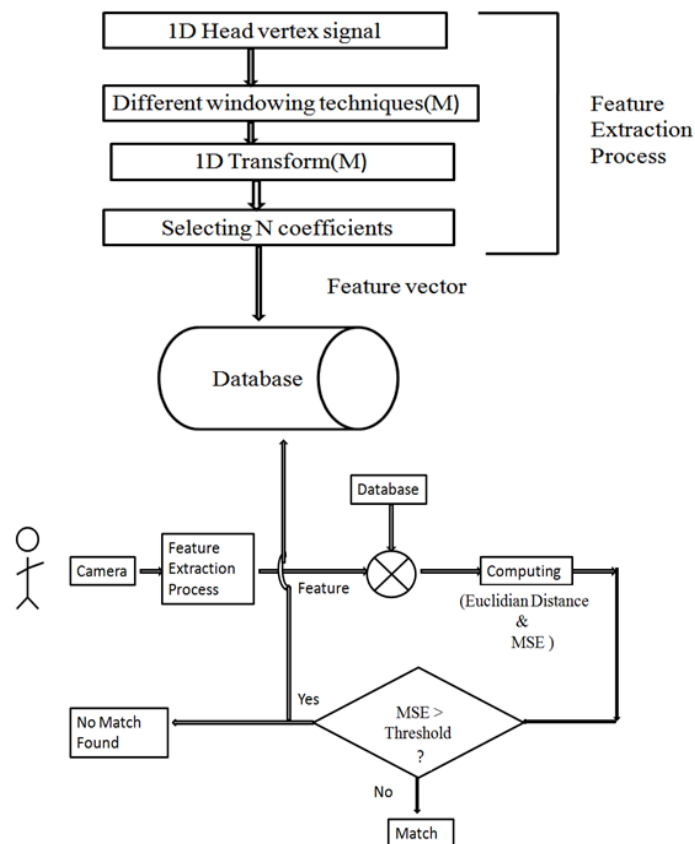 1D Head vertex signal
Different windowing techniques(M)
1D Transform(M)
Selecting N coefficients
Feature
Extraction
Process
Feature vector
Database
Database
Camera
Feature
Extraction
Process
Feature
Computing
(Euclidian Distance
&
MSE )
Yes
MSE >
Threshold
?
No Match
Found
No
Match